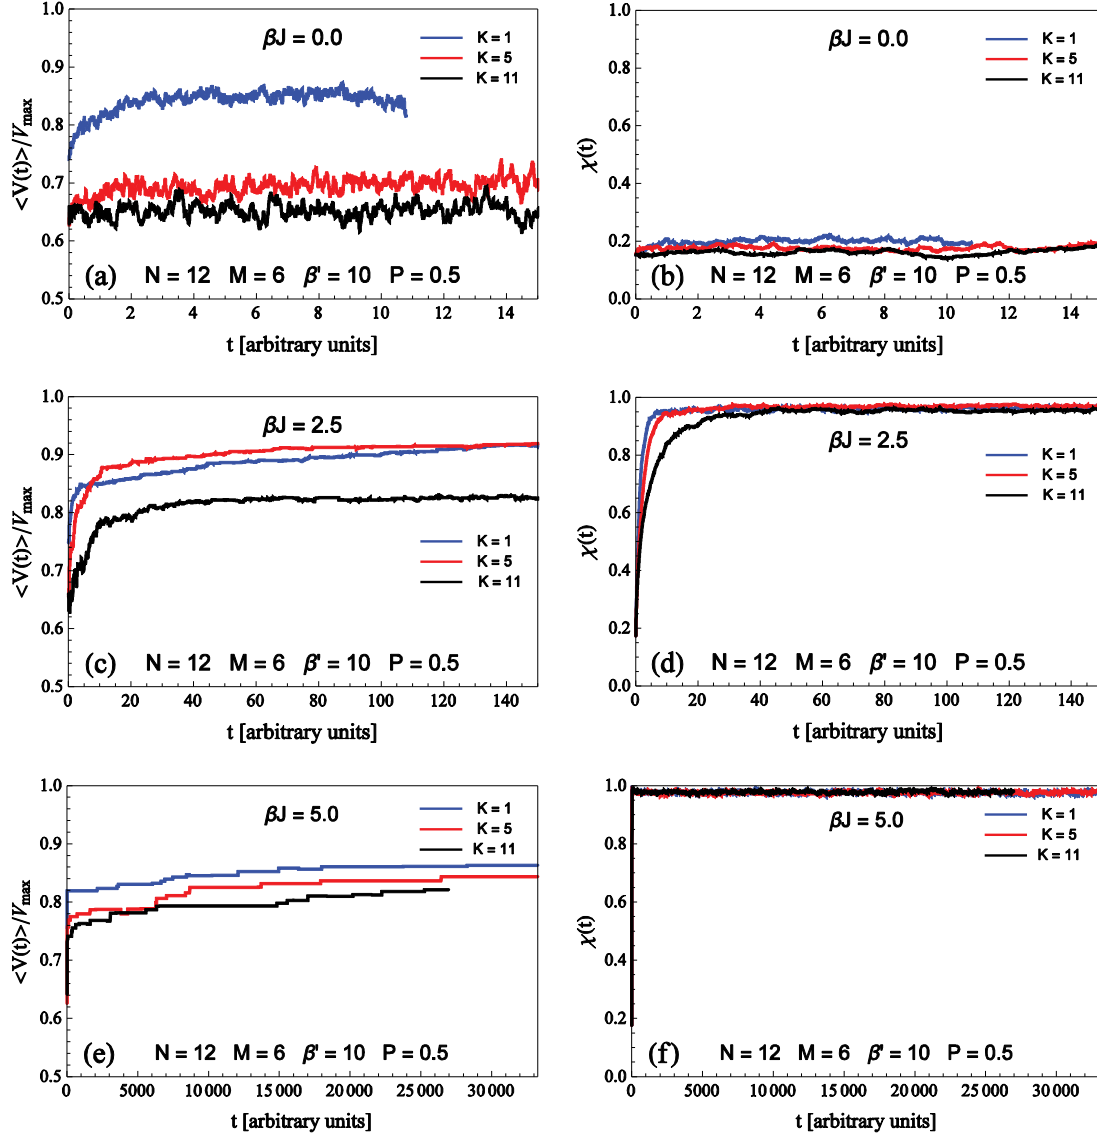 βJ = 0.0
K = 1
K = 5
K = 11
<V(t)>/Vmax
1.0
0.9
0.8
0.7
0.6
0.5
(a) N = 12 M = 6 β' = 10 P = 0.5
0 2 4 6 8 10 12 14
t [arbitrary units]
βJ = 0.0
K = 1
K = 5
K = 11
χ(t)
1.0
0.8
0.6
0.4
0.2
0.0
(b) N = 12 M = 6 β' = 10 P = 0.5
0 2 4 6 8 10 12 14
t [arbitrary units]
βJ = 2.5
K = 1
K = 5
K = 11
<V(t)>/Vmax
1.0
0.9
0.8
0.7
0.6
0.5
(c) N = 12 M = 6 β' = 10 P = 0.5
0 20 40 60 80 100 120 140
t [arbitrary units]
βJ = 2.5
K = 1
K = 5
K = 11
χ(t)
1.0
0.8
0.6
0.4
0.2
0.0
(d) N = 12 M = 6 β' = 10 P = 0.5
0 20 40 60 80 100 120 140
t [arbitrary units]
βJ = 5.0
K = 1
K = 5
K = 11
<V(t)>/Vmax
1.0
0.9
0.8
0.7
0.6
0.5
(e) N = 12 M = 6 β' = 10 P = 0.5
0 5000 10000 15000 20000 25000 30000
t [arbitrary units]
βJ = 5.0
K = 1
K = 5
K = 11
χ(t)
1.0
0.8
0.6
0.4
0.2
0.0
(f) N = 12 M = 6 β' = 10 P = 0.5
0 5000 10000 15000 20000 25000 30000
t [arbitrary units]